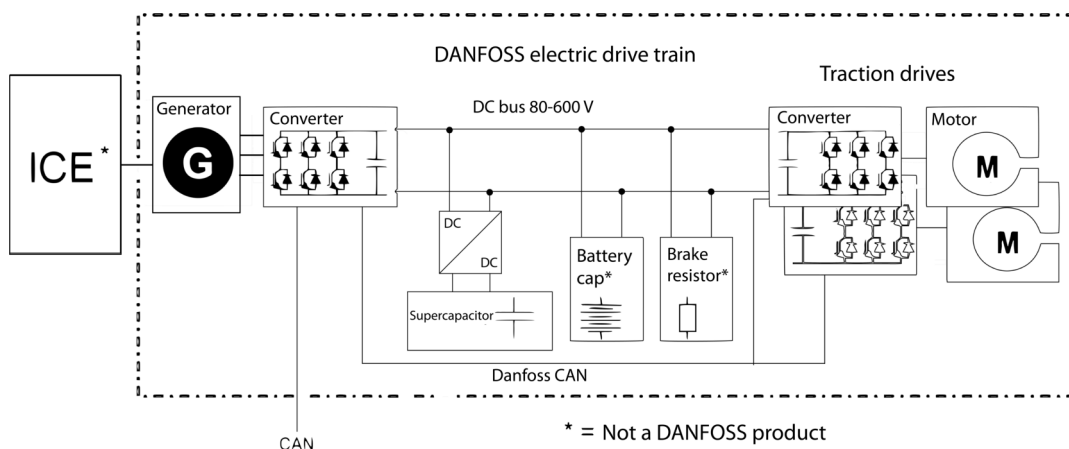 DANFOSS electric drive train
Traction drives
ICE*
Generator
G
Converter
DC bus 80-600 V
Converter
Motor
M
M
DC
DC
Supercapacitor
Battery
cap*
Brake
resistor*
Danfoss CAN
CAN
* = Not a DANFOSS product